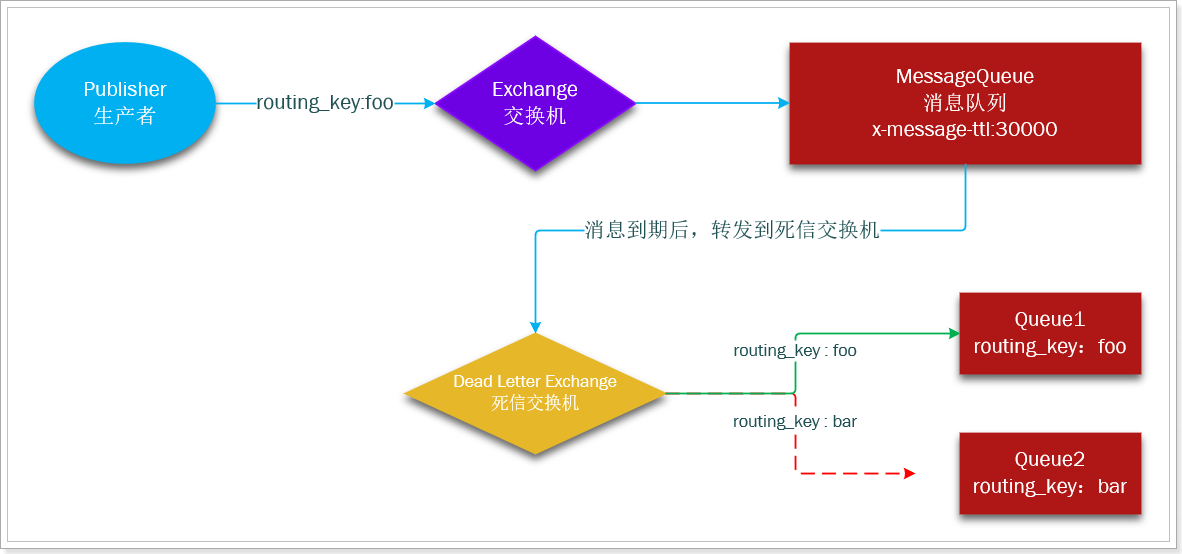 Publisher
生产者
routing_key:foo
Exchange
交换机
MessageQueue
消息队列
x-message-ttl:30000
消息到期后，转发到死信交换机
Dead Letter Exchange
死信交换机
routing_key : foo
routing_key : bar
Queue1
routing_key：foo
Queue2
routing_key：bar